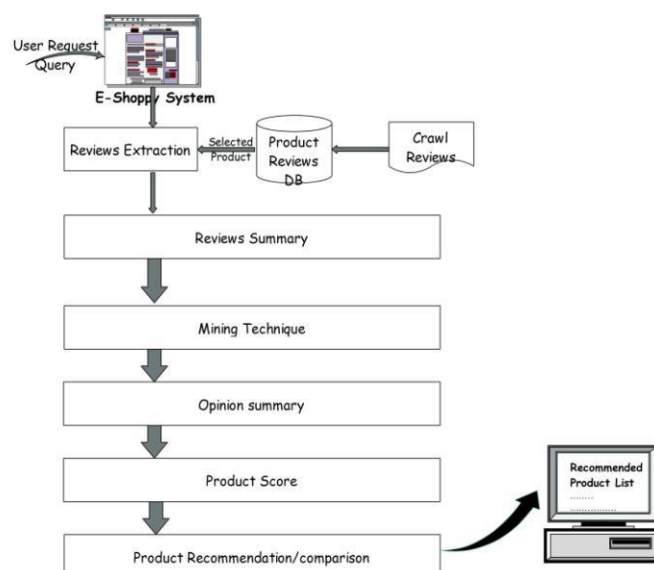 User Request
Query
E-Shoppy System
Reviews Extraction
Selected
Product
Product
Reviews
DB
Crawl
Reviews
Reviews Summary
Mining Technique
Opinion summary
Product Score
Product Recommendation/comparison
Recommended
Product List
........
................